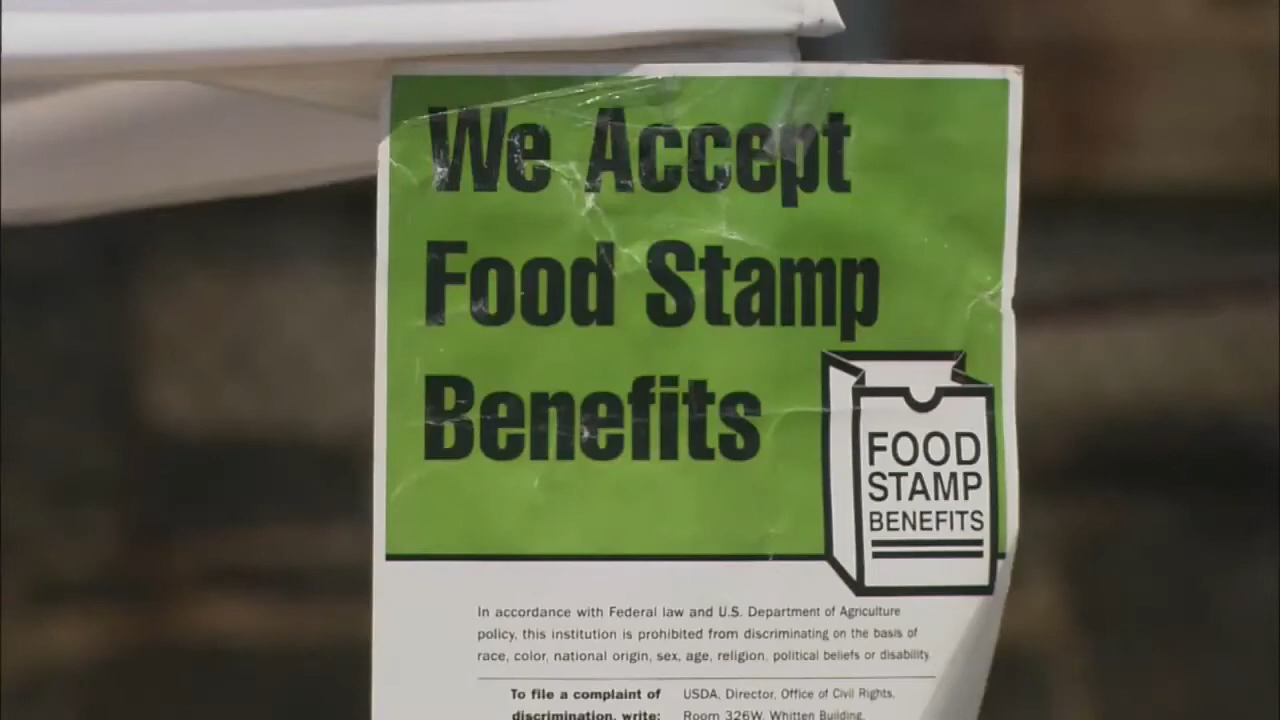 We Accept
Food Stamp
Benefits
FOOD
STAMP
BENEFITS
In accordance with Federal law and U.S. Department of Agriculture
policy, this institution is prohibited from discriminating on the basis of
race, color, national origin, sex, age, religion, political beliefs or disability.
To file a complaint of
discrimination, write:
USDA, Director, Office of Civil Rights,
Room 326W, Whitten Building,